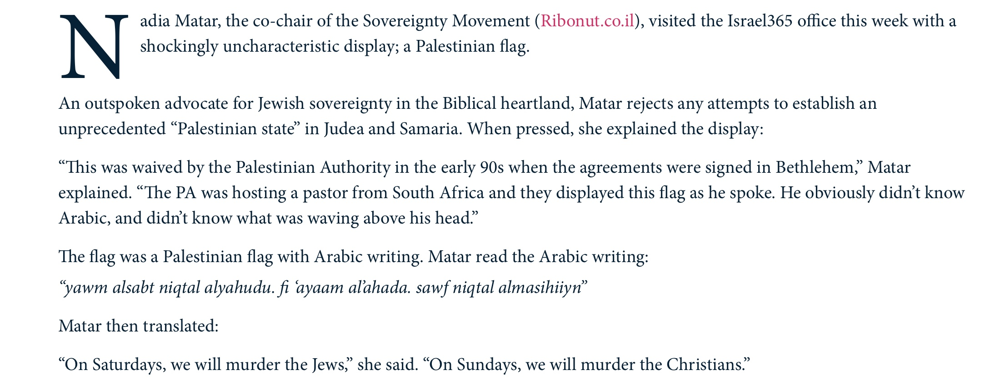 Nadia Matar, the co-chair of the Sovereignty Movement (Ribonut.co.il), visited the Israel365 office this week with a
shockingly uncharacteristic display; a Palestinian flag.
An outspoken advocate for Jewish sovereignty in the Biblical heartland, Matar rejects any attempts to establish an
unprecedented “Palestinian state” in Judea and Samaria. When pressed, she explained the display:
“This was waived by the Palestinian Authority in the early 90s when the agreements were signed in Bethlehem,” Matar
explained. “The PA was hosting a pastor from South Africa and they displayed this flag as he spoke. He obviously didn’t know
Arabic, and didn’t know what was waving above his head.”
The flag was a Palestinian flag with Arabic writing. Matar read the Arabic writing:
“yawm alsabt niqtal alyahudu. fi ‘ayaam al’ahada. sawf niqtal almasihiiyn”
Matar then translated:
“On Saturdays, we will murder the Jews,” she said. “On Sundays, we will murder the Christians.”